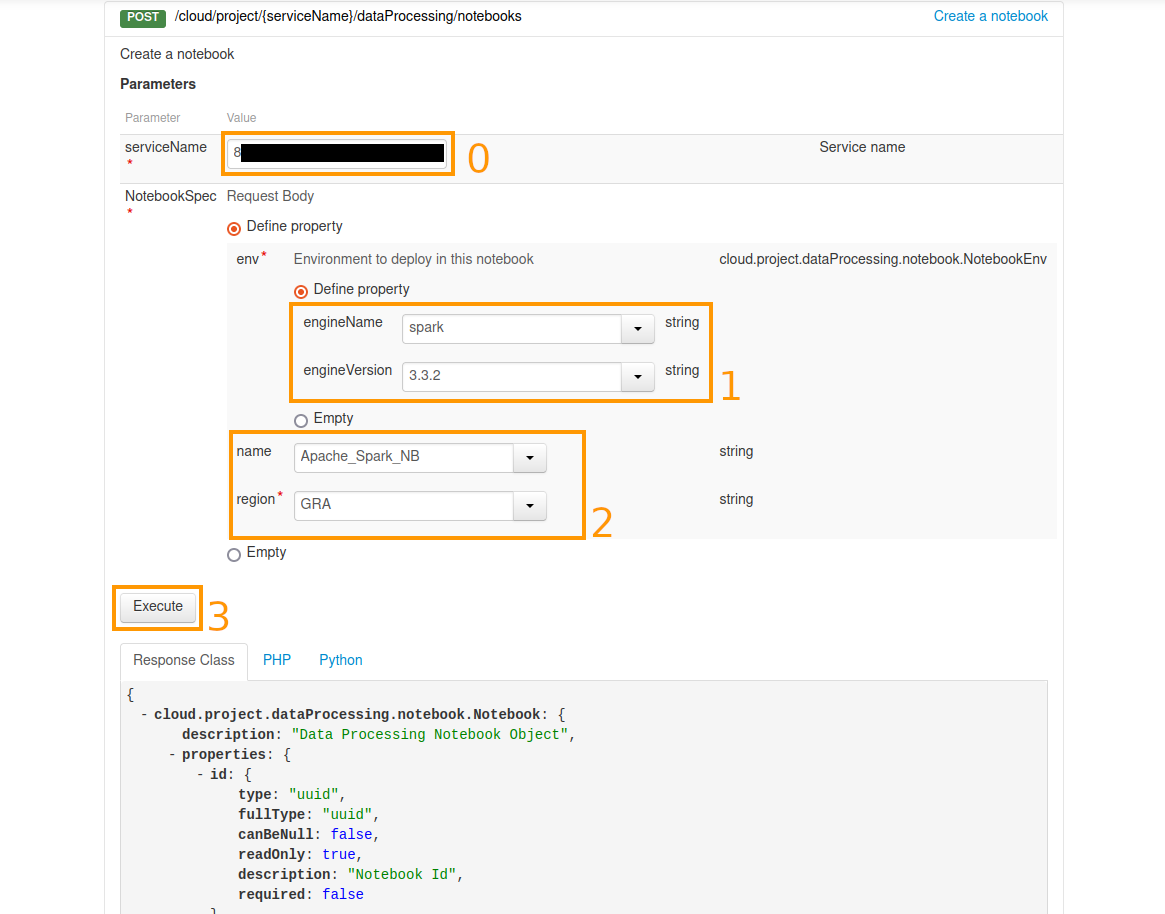 POST /cloud/project/{serviceName}/dataProcessing/notebooks Create a notebook
Create a notebook
Parameters
Parameter Value
serviceName * 8 0 Service name
NotebookSpec * Request Body
Define property
env * Environment to deploy in this notebook cloud.project.dataProcessing.notebook.NotebookEnv
Define property
engineName spark string
engineVersion 3.3.2 string
1
Empty
name Apache_Spark_NB string
region * GRA string
2
Empty
Execute 3
Response Class PHP Python
{
- cloud.project.dataProcessing.notebook.Notebook: {
description: "Data Processing Notebook Object",
- properties: {
- id: {
type: "uuid",
fullType: "uuid",
canBeNull: false,
readOnly: true,
description: "Notebook Id",
required: false
}